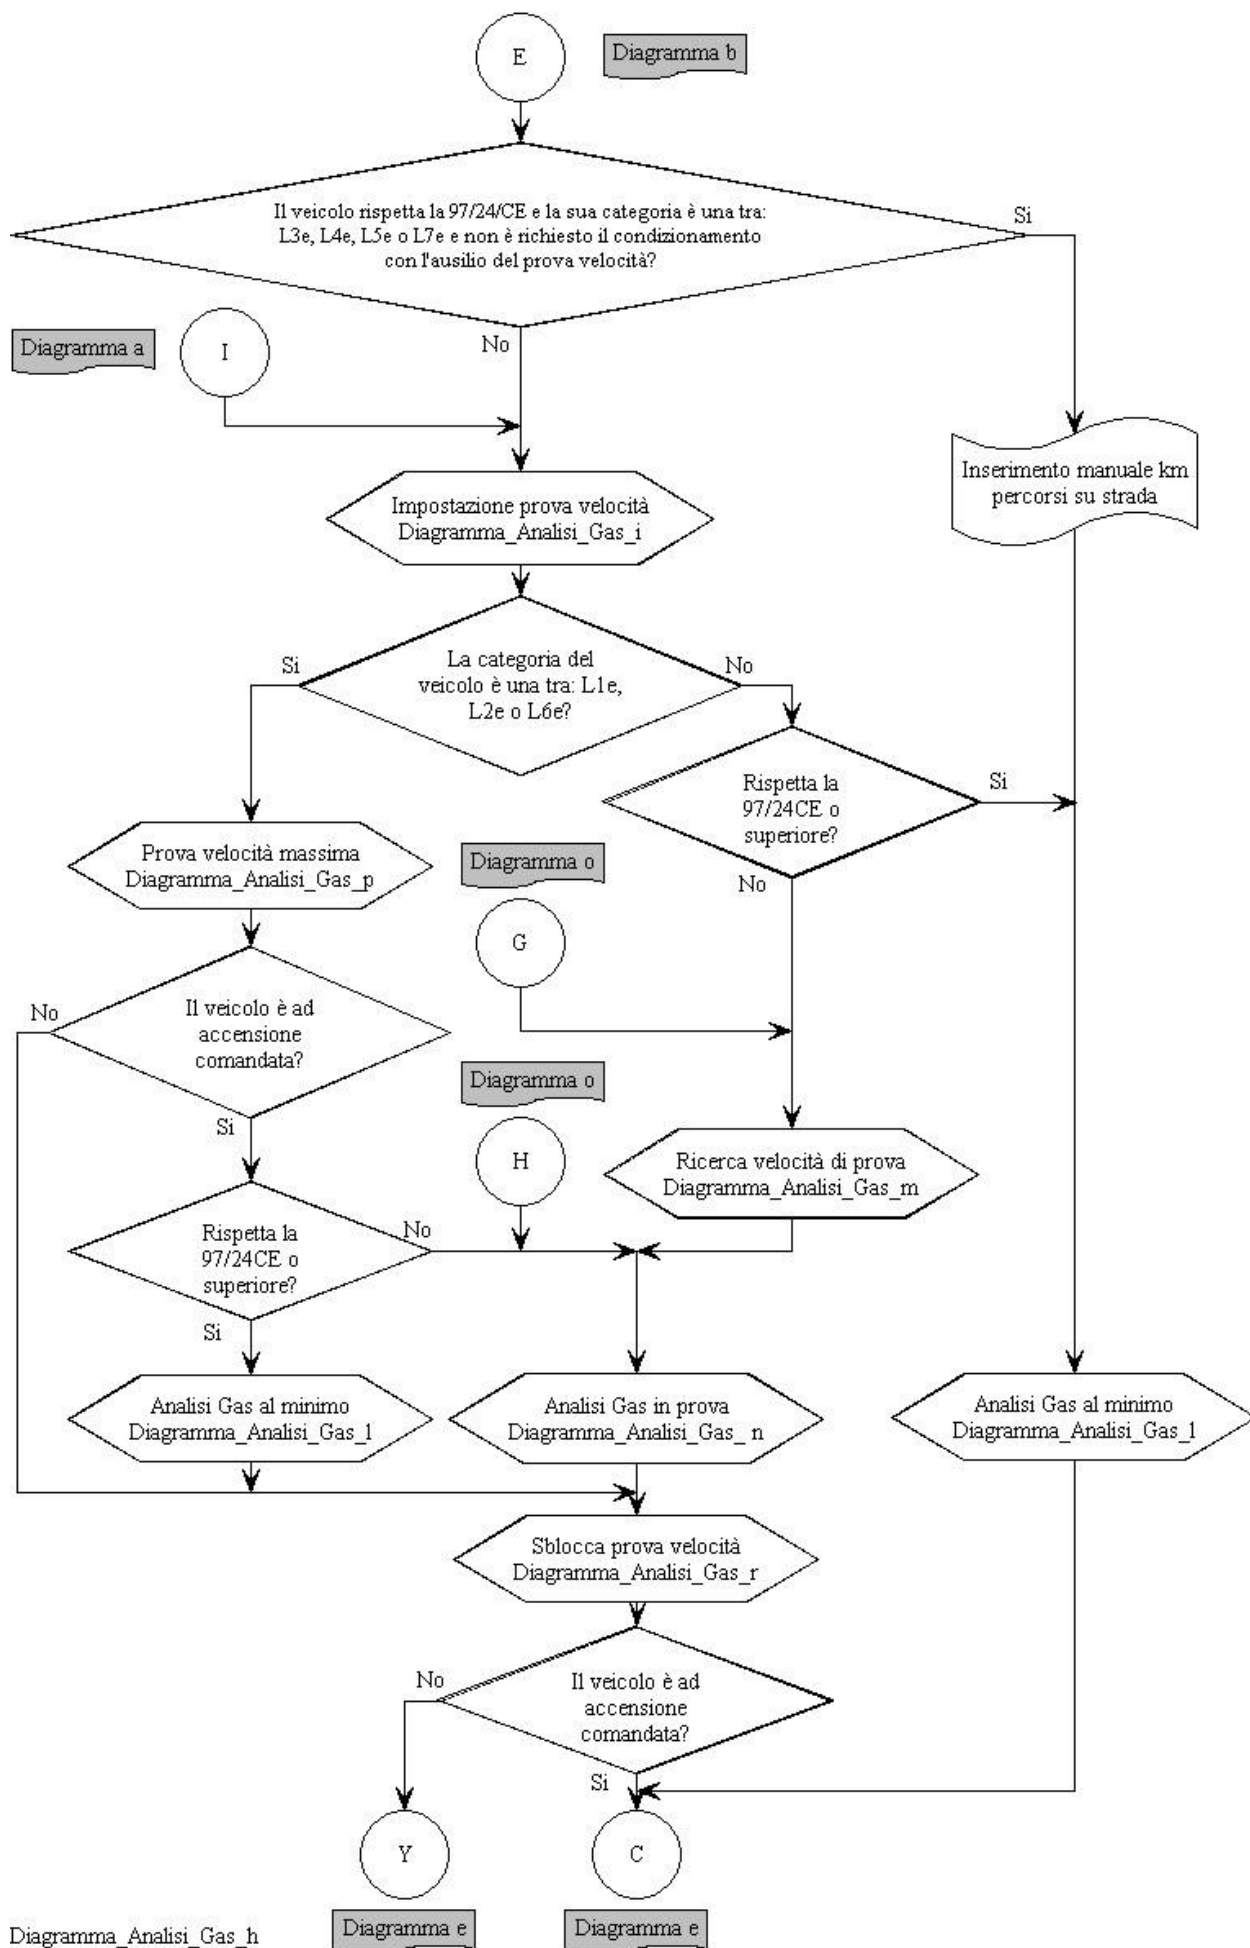 E
Diagramma b
Il veicolo rispetta la 97/24/CE e la sua categoria è una tra:
L3e, L4e, L5e o L7e e non è richiesto il condizionamento
con l'ausilio del prova velocità?
Si
No
Diagramma a
I
Inserimento manuale km
percorsi su strada
Impostazione prova velocità
Diagramma_Analisi_Gas_i
La categoria del
veicolo è una tra: L1e,
L2e o L6e?
Si
No
Rispetta la
97/24CE o
superiore?
Si
No
Prova velocità massima
Diagramma_Analisi_Gas_p
Diagramma o
G
Il veicolo è ad
accensione
comandata?
No
Si
Diagramma o
H
Ricerca velocità di prova
Diagramma_Analisi_Gas_m
Rispetta la
97/24CE o
superiore?
No
Si
Analisi Gas al minimo
Diagramma_Analisi_Gas_l
Analisi Gas in prova
Diagramma_Analisi_Gas_ n
Analisi Gas al minimo
Diagramma_Analisi_Gas_l
Sblocca prova velocità
Diagramma_Analisi_Gas_r
Il veicolo è ad
accensione
comandata?
No
Si
Y
C
Diagramma e
Diagramma e
Diagramma_Analisi_Gas_h